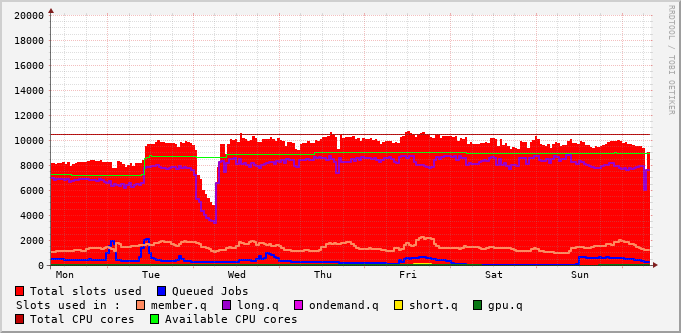 20000
18000
16000
14000
12000
10000
8000
6000
4000
2000
0
Mon Tue Wed Thu Fri Sat Sun
RRDTOOL / TOBI OETIKER
Total slots used Queued Jobs
Slots used in : member.q long.q ondemand.q short.q gpu.q
Total CPU cores Available CPU cores